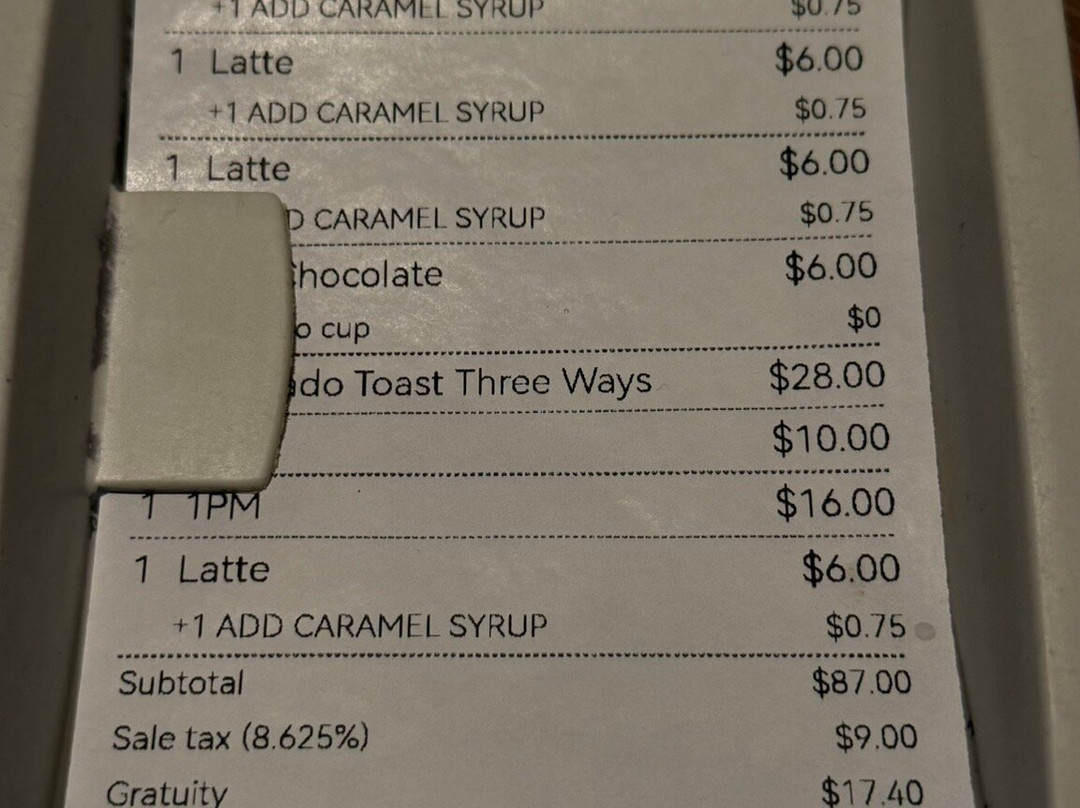 +1 ADD CARAMEL SYRUP $0.75
1 Latte $6.00
+1 ADD CARAMEL SYRUP $0.75
1 Latte $6.00
CARAMEL SYRUP $0.75
$6.00
cup $0
Toast Three Ways $28.00
$10.00
1 1PM $16.00
1 Latte $6.00
+1 ADD CARAMEL SYRUP $0.75
Subtotal $87.00
Sale tax (8.625%) $9.00
Gratuity $17.40